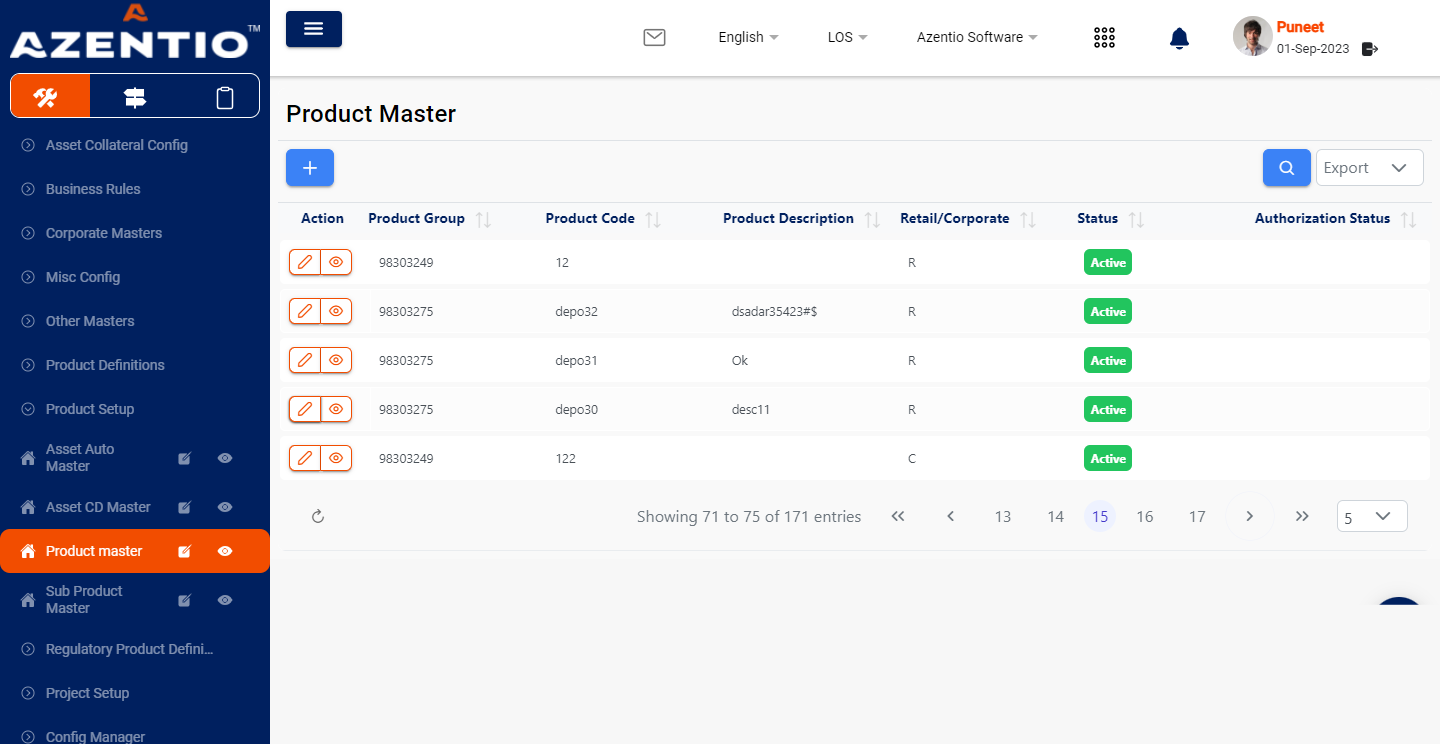 AZENTIO™
English
LOS
Azentio Software
Puneet
01-Sep-2023
Asset Collateral Config
Business Rules
Corporate Masters
Misc Config
Other Masters
Product Definitions
Product Setup
Asset Auto
Master
Asset CD Master
Product master
Sub Product
Master
Regulatory Product Defini...
Project Setup
Config Manager
Product Master
Export
Action Product Group Product Code Product Description Retail/Corporate Status Authorization Status
98303249 12 R Active
98303275 depo32 dsadar35423#$ R Active
98303275 depo31 Ok R Active
98303275 depo30 desc11 R Active
98303249 122 C Active
Showing 71 to 75 of 171 entries 13 14 15 16 17 5